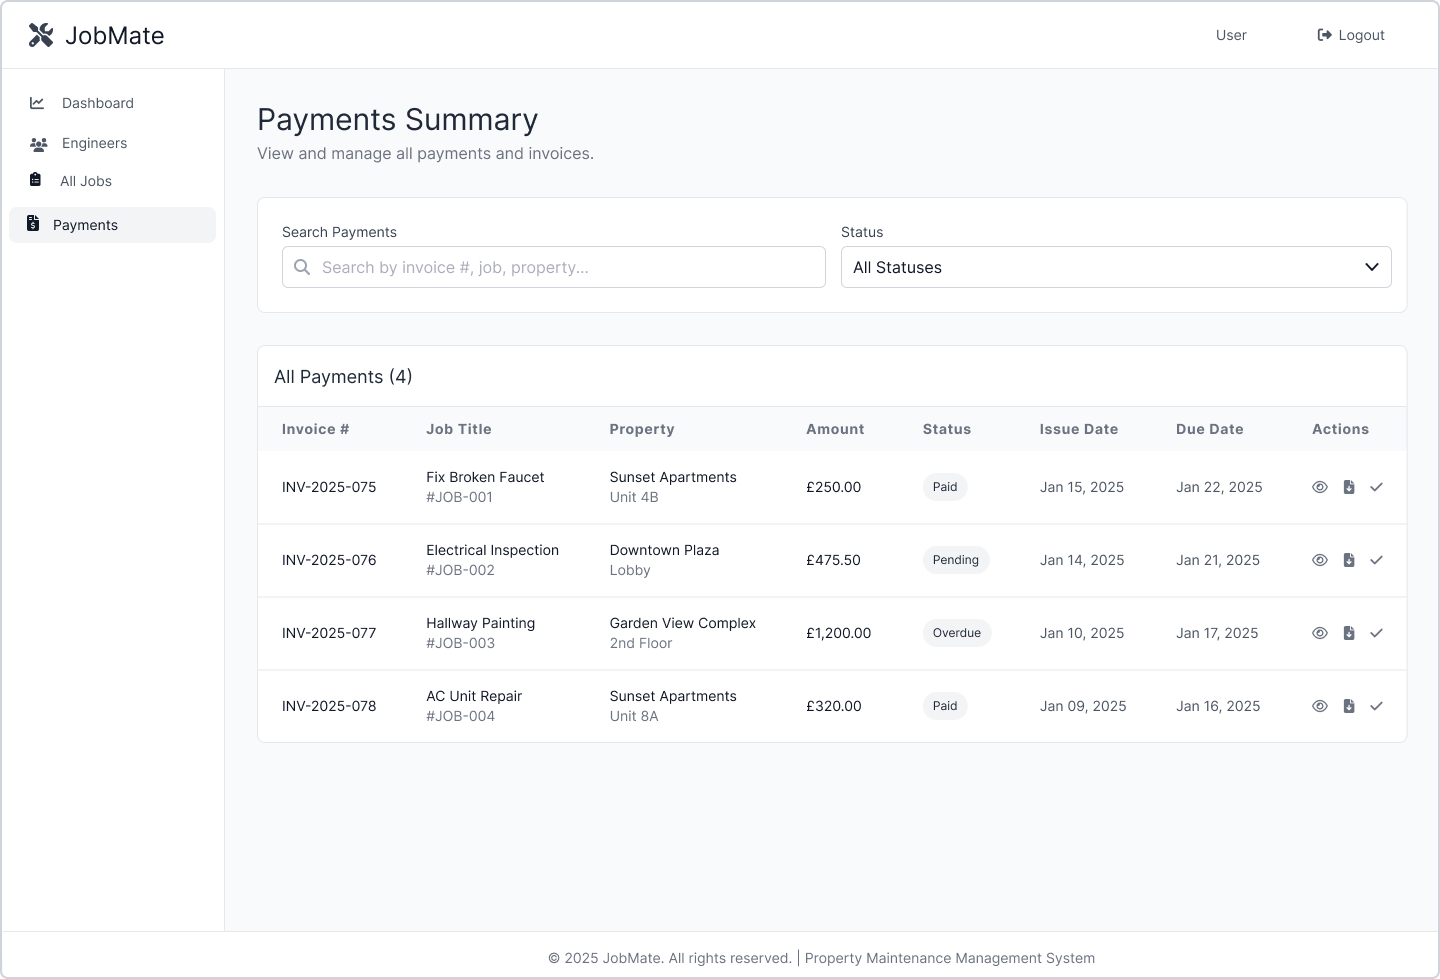 JobMate
User
Logout
Dashboard
Engineers
All Jobs
Payments
Payments Summary
View and manage all payments and invoices.
Search Payments
Status
Search by invoice #, job, property...
All Statuses
All Payments (4)
Invoice # Job Title Property Amount Status Issue Date Due Date Actions
INV-2025-075 Fix Broken Faucet #JOB-001 Sunset Apartments Unit 4B £250.00 Paid Jan 15, 2025 Jan 22, 2025
INV-2025-076 Electrical Inspection #JOB-002 Downtown Plaza Lobby £475.50 Pending Jan 14, 2025 Jan 21, 2025
INV-2025-077 Hallway Painting #JOB-003 Garden View Complex 2nd Floor £1,200.00 Overdue Jan 10, 2025 Jan 17, 2025
INV-2025-078 AC Unit Repair #JOB-004 Sunset Apartments Unit 8A £320.00 Paid Jan 09, 2025 Jan 16, 2025
© 2025 JobMate. All rights reserved. | Property Maintenance Management System